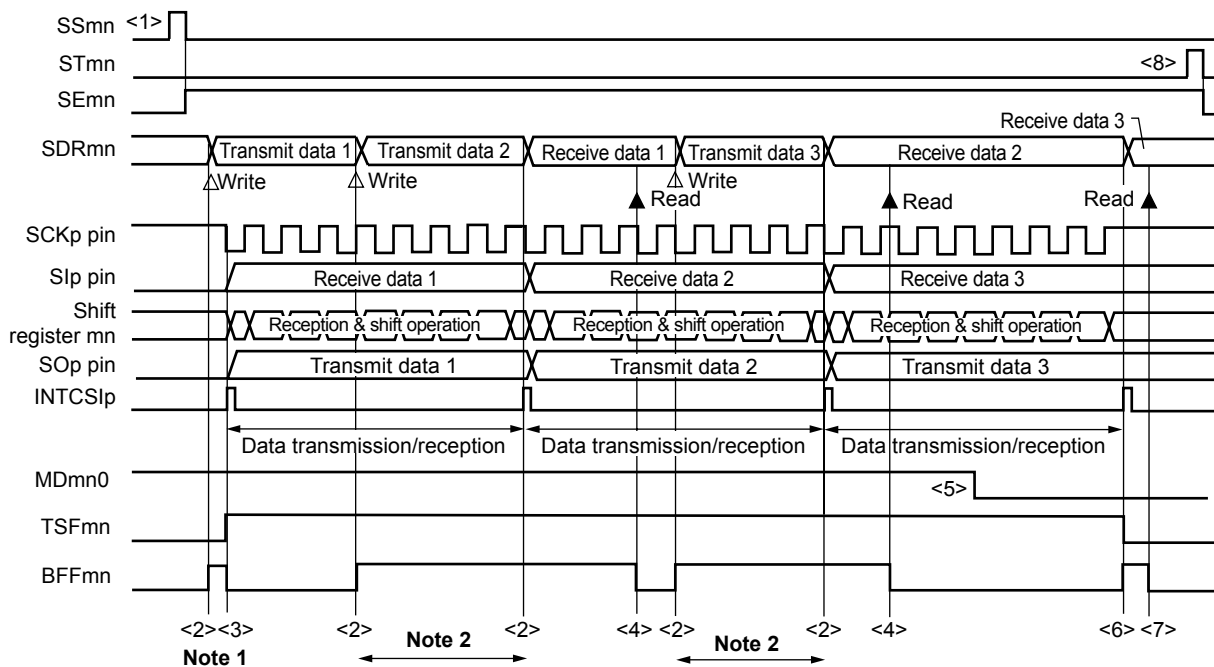 SSmn <1>
STmn <8>
SEmn
Receive data 3
SDRmn Transmit data 1 Transmit data 2 Receive data 1 Transmit data 3 Receive data 2
Write Write Write
Read Read Read
SCKp pin
SIp pin Receive data 1 Receive data 2 Receive data 3
Shift
register mn Reception & shift operation Reception & shift operation Reception & shift operation
SOp pin Transmit data 1 Transmit data 2 Transmit data 3
INTCSIp
Data transmission/reception Data transmission/reception Data transmission/reception
MDmn0 <5>
TSFmn
BFFmn
<2> <3> <2> <2> <4> <2> <2> <4> <6> <7>
Note 1 Note 2 Note 2